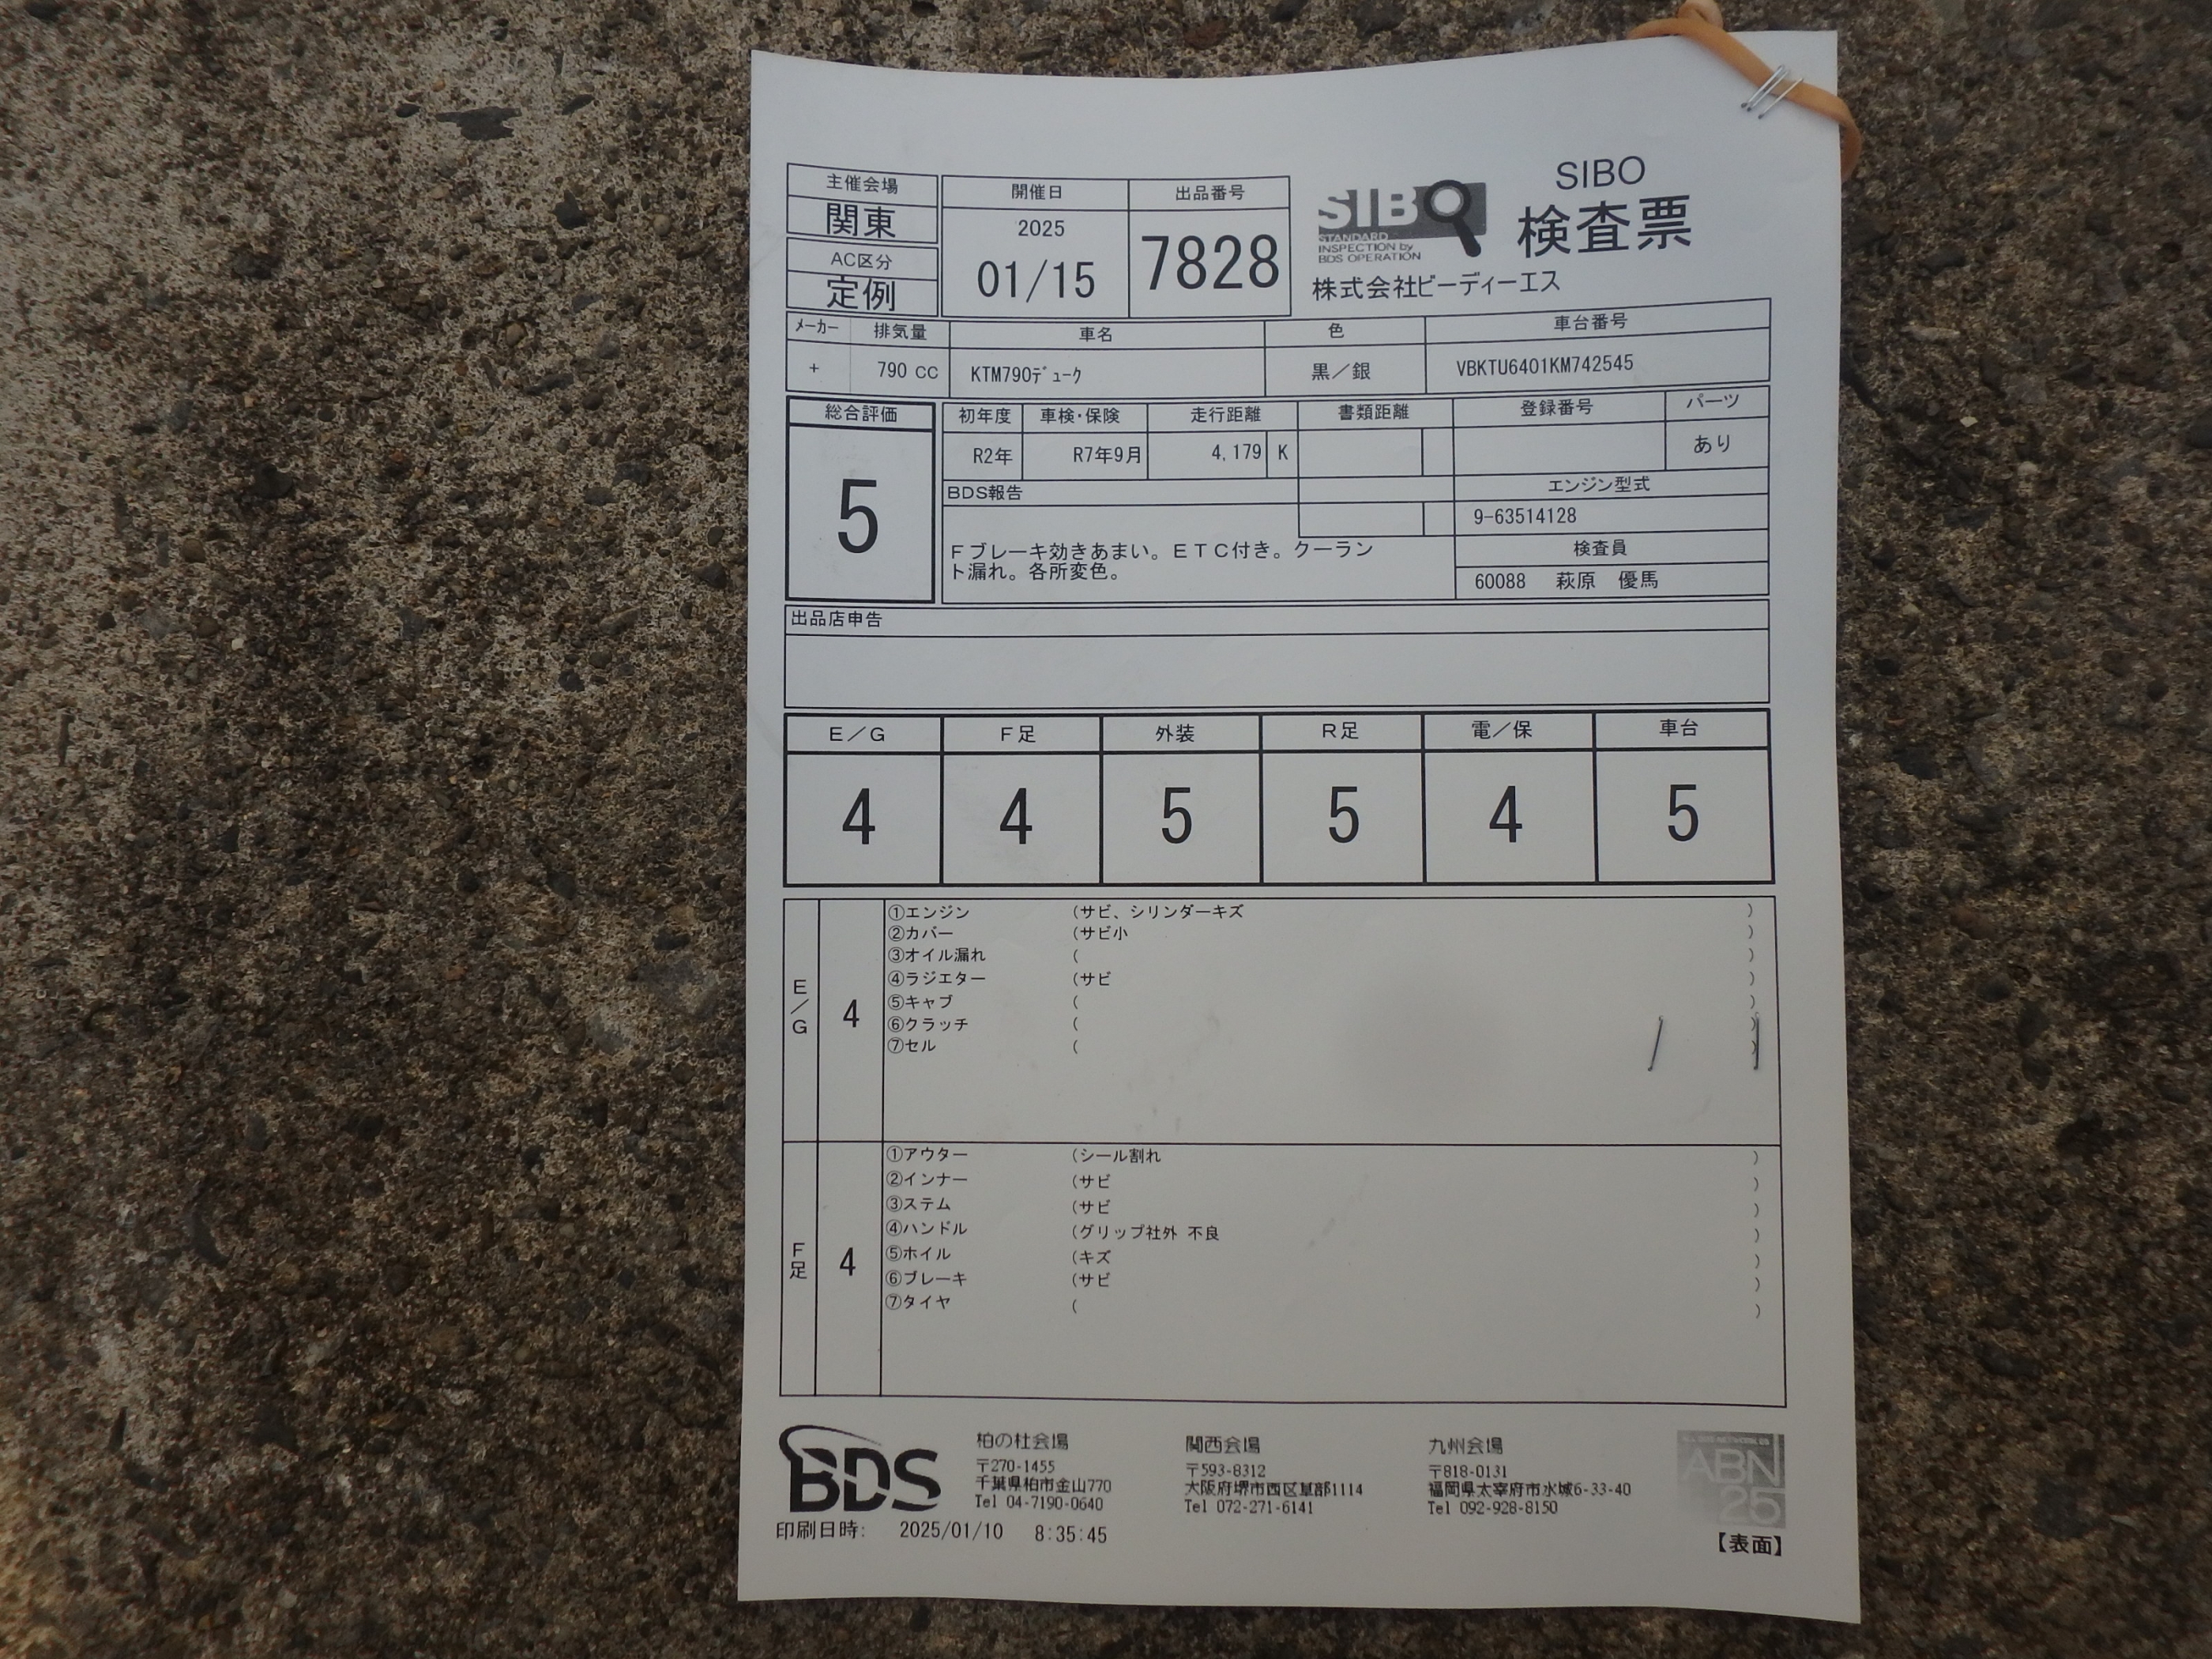 SIBO
検査票
SIBO
STANDARD
INSPECTION by
BDS OPERATION
株式会社ビーディーエス
主催会場
関東
AC区分
定例
開催日
2025
01/15
出品番号
7828
メーカー 排気量 車名 色 車台番号
+ 790 CC KTM790デューク 黒／銀 VBKTU6401KM742545
総合評価
5
初年度 車検・保険 走行距離 書類距離 登録番号 パーツ
R2年 R7年9月 4,179 K あり
BDS報告
Fブレーキ効きあまい。ETC付き。クーラン
ト漏れ。各所変色。
エンジン型式
9-63514128
検査員
60088 萩原 優馬
出品店申告
E／G F足 外装 R足 電／保 車台
4 4 5 5 4 5
E／G
4
①エンジン (サビ、シリンダーキズ )
②カバー (サビ小 )
③オイル漏れ ( )
④ラジエター (サビ )
⑤キャブ ( )
⑥クラッチ ( )
⑦セル ( )
F足
4
①アウター (シール割れ )
②インナー (サビ )
③ステム (サビ )
④ハンドル (グリップ社外 不良 )
⑤ホイル (キズ )
⑥ブレーキ (サビ )
⑦タイヤ ( )
BDS
柏の杜会場
〒270-1455
千葉県柏市金山770
Tel 04-7190-0640
関西会場
〒593-8312
大阪府堺市西区草部1114
Tel 072-271-6141
九州会場
〒818-0131
福岡県太宰府市水城6-33-40
Tel 092-928-8150
ABN
25
印刷日時: 2025/01/10 8:35:45
【表面】